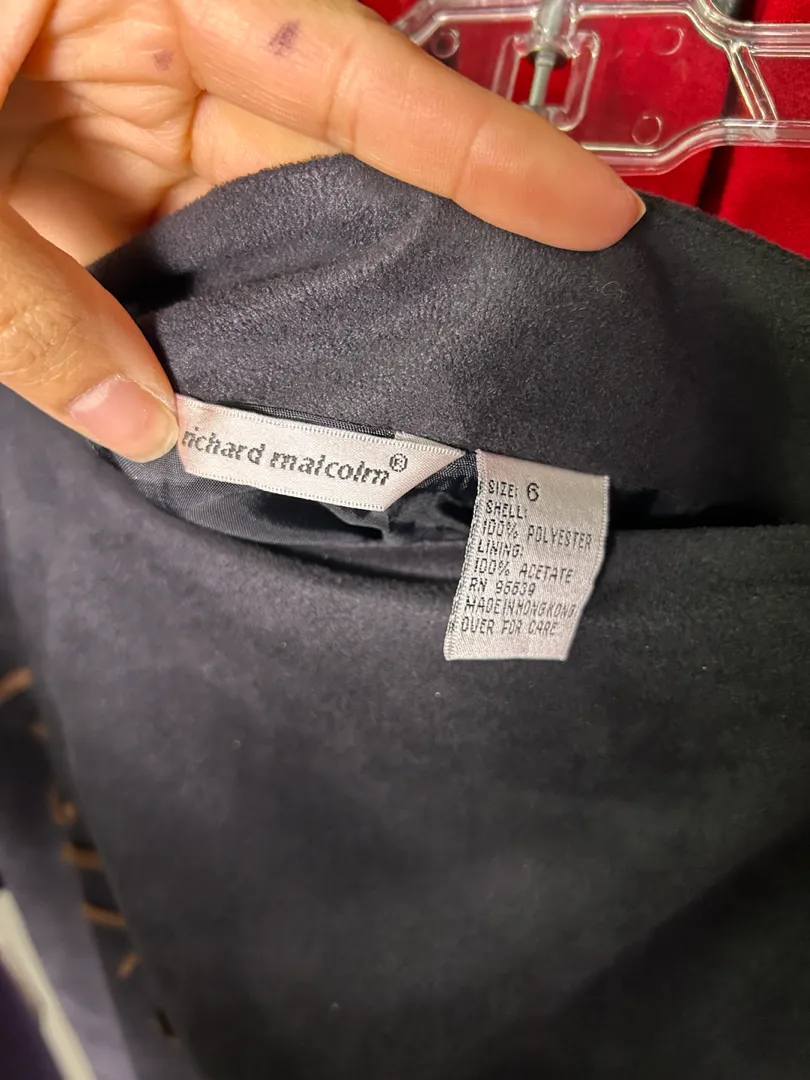 richard malcolm®
SIZE: 6
SHELL:
100% POLYESTER
LINING:
100% ACETATE
RN 95639
MADE IN HONG KONG
OVER FOR CARE